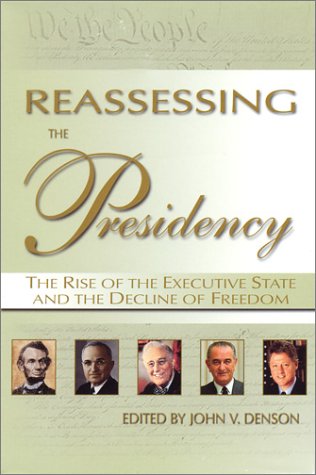 We the People
REASSESSING
THE
Presidency
THE RISE OF THE EXECUTIVE STATE
AND THE DECLINE OF FREEDOM
EDITED BY JOHN V. DENSON